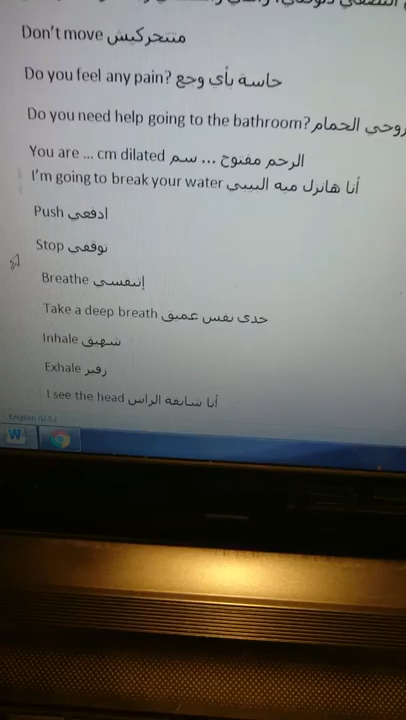 Don't move متتحركيش
Do you feel any pain? حاسة بأي وجع
Do you need help going to the bathroom? روحي الحمام
You are ... cm dilated الرحم مفتوح ... سم
I'm going to break your water أنا هانزل ميه البيبي
Push ادفعي
Stop توقفي
Breathe إتنفسي
Take a deep breath خدى نفس عميق
Inhale شهيق
Exhale زفير
I see the head أنا شايفة الراس
English (U.S.)